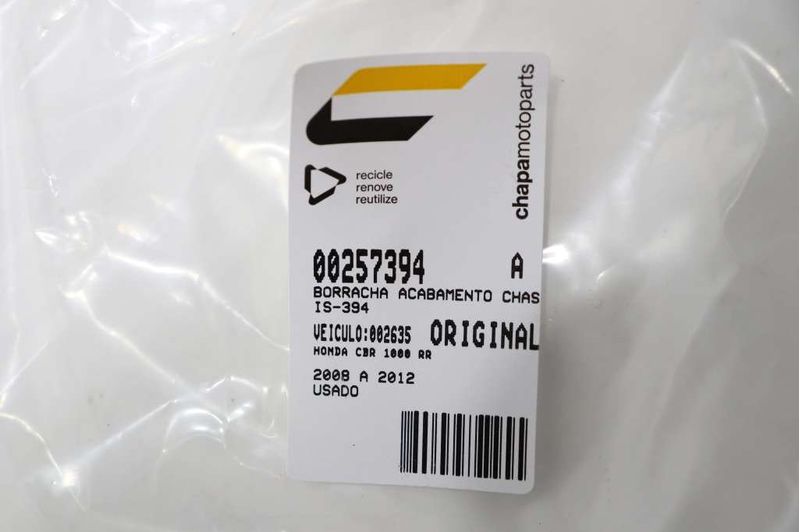 chapamotoparts
recicle
renove
reutilize
00257394 A
BORRACHA ACABAMENTO CHAS
IS-394
VEICULO:002635 ORIGINAL
HONDA CBR 1000 RR
2008 A 2012
USADO